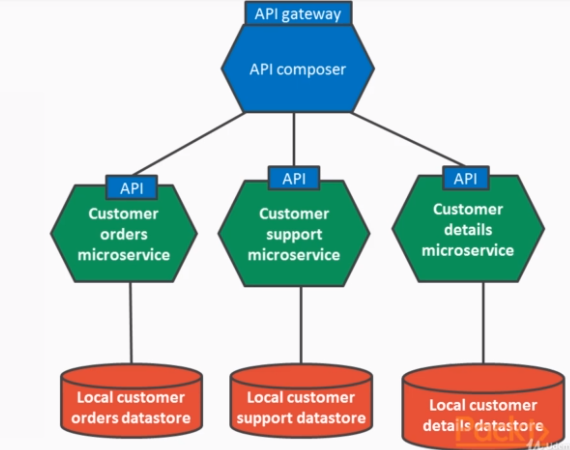 API gateway
API composer
API
API
API
Customer
orders
microservice
Customer
support
microservice
Customer
details
microservice
Local customer
orders datastore
Local customer
support datastore
Local customer
details datastore
Packt